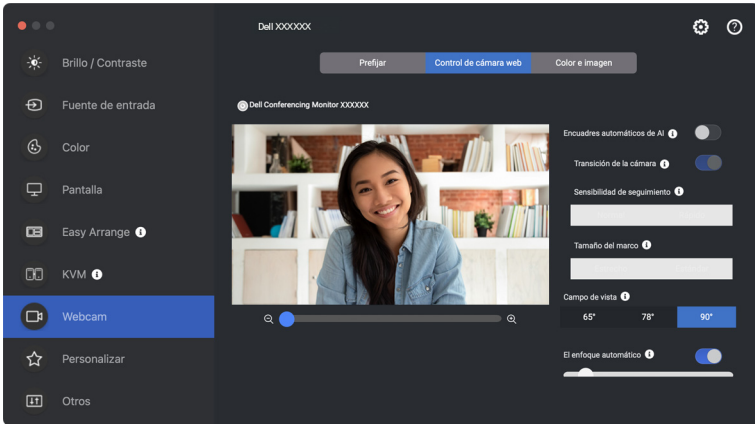 Dell XXXXXX
Brillo / Contraste
Fuente de entrada
Color
Pantalla
Easy Arrange
KVM
Webcam
Personalizar
Otros
Prefijar
Control de cámara web
Color e imagen
Dell Conferencing Monitor XXXXXX
Encuadres automáticos de AI
Transición de la cámara
Sensibilidad de seguimiento
Tamaño del marco
Campo de vista
65° 78° 90°
El enfoque automático